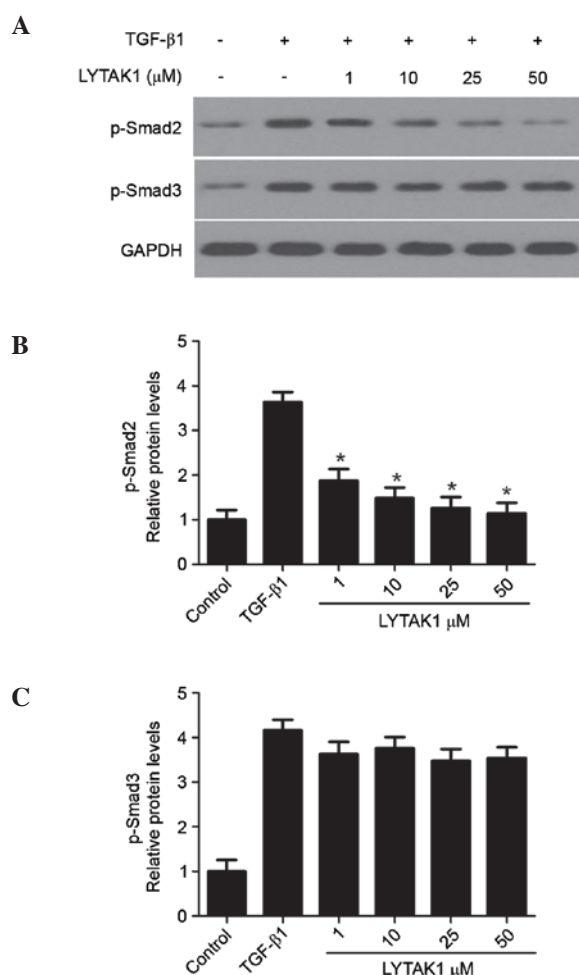 A
TGF-β1 - + + + + +
LYTAK1 (μM) - - 1 10 25 50
p-Smad2
p-Smad3
GAPDH
B
p-Smad2
Relative protein levels
5
4
3
2
1
0
* * * *
Control TGF-β1 1 10 25 50
LYTAK1 μM
C
p-Smad3
Relative protein levels
5
4
3
2
1
0
Control TGF-β1 1 10 25 50
LYTAK1 μM